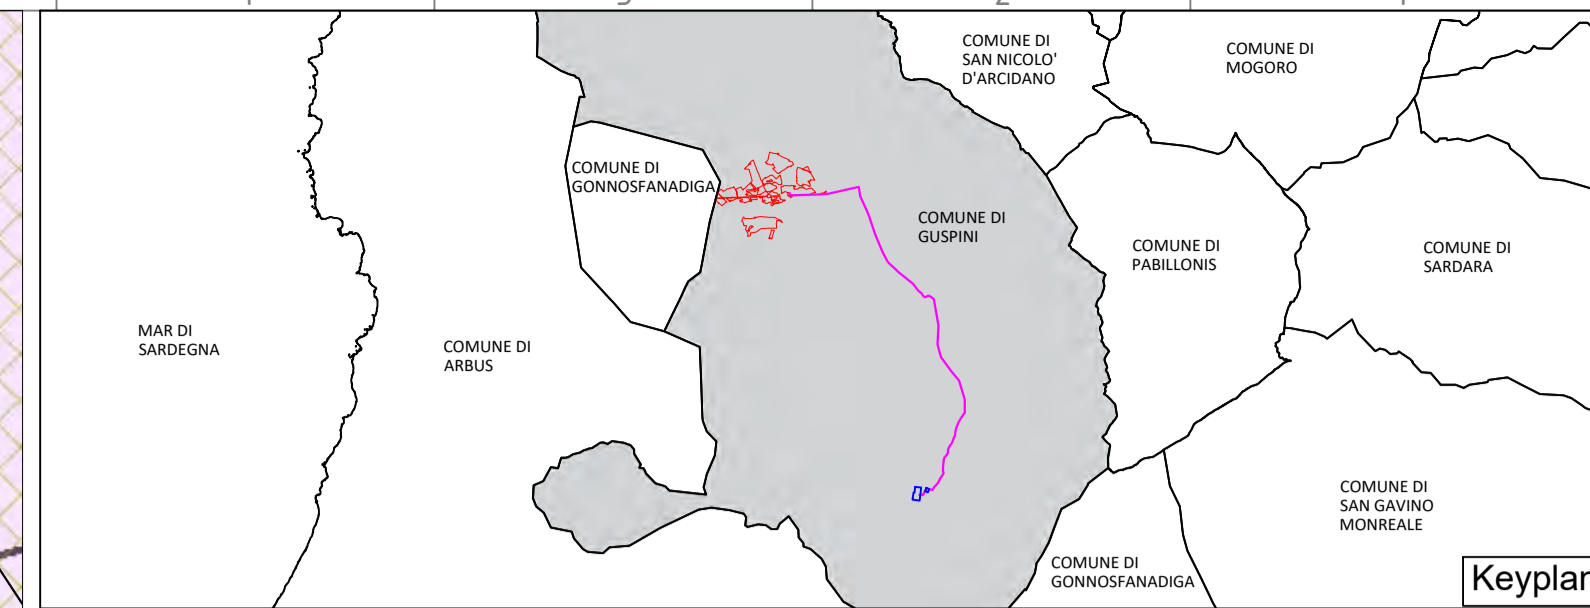 COMUNE DI
SAN NICOLO'
D'ARCIDANO
COMUNE DI
MOGORO
COMUNE DI
GONNOSFANADIGA
COMUNE DI
GUSPINI
COMUNE DI
PABILLONIS
COMUNE DI
SARDARA
MAR DI
SARDEGNA
COMUNE DI
ARBUS
COMUNE DI
SAN GAVINO
MONREALE
COMUNE DI
GONNOSFANADIGA
Keyplan